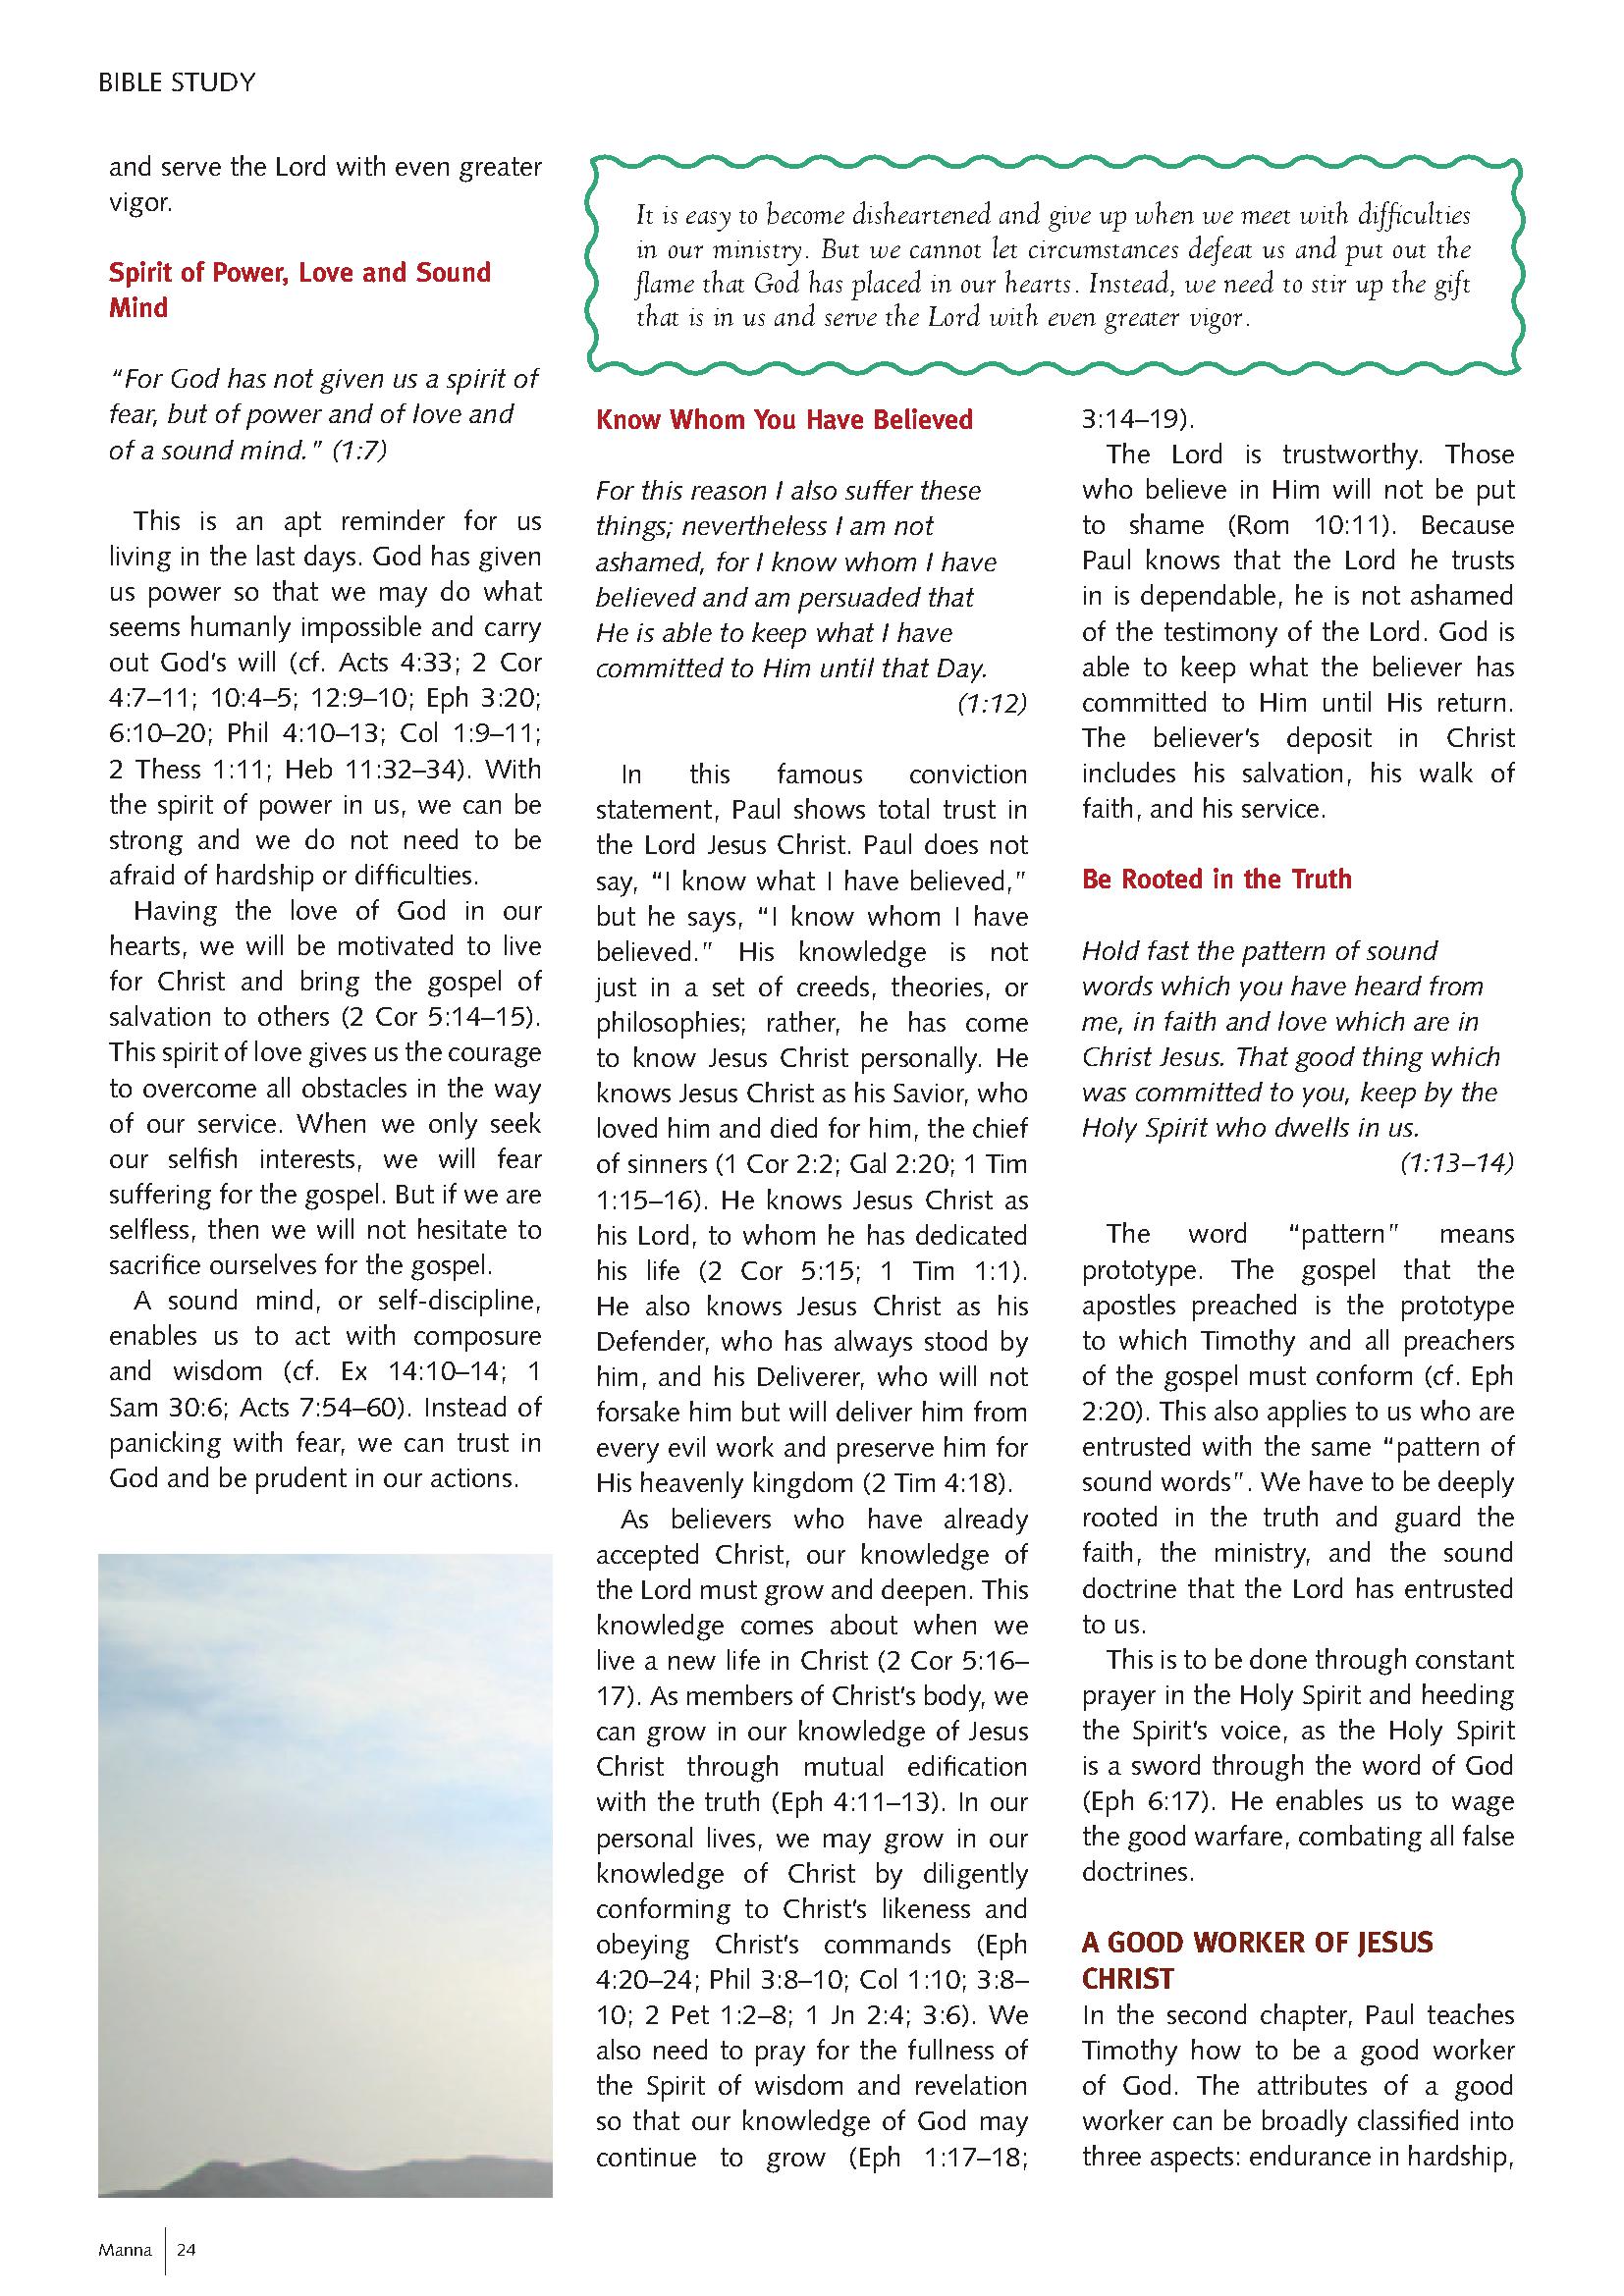 BIBLE STUDY
and serve the Lord with even greater
vigor.
Spirit of Power, Love and Sound
Mind
“For God has not given us a spirit of
fear, but of power and of love and
of a sound mind.” (1:7)
This is an apt reminder for us
living in the last days. God has given
us power so that we may do what
seems humanly impossible and carry
out God’s will (cf. Acts 4:33; 2 Cor
4:7–11; 10:4–5; 12:9–10; Eph 3:20;
6:10–20; Phil 4:10–13; Col 1:9–11;
2 Thess 1:11; Heb 11:32–34). With
the spirit of power in us, we can be
strong and we do not need to be
afraid of hardship or difficulties.
Having the love of God in our
hearts, we will be motivated to live
for Christ and bring the gospel of
salvation to others (2 Cor 5:14–15).
This spirit of love gives us the courage
to overcome all obstacles in the way
of our service. When we only seek
our selfish interests, we will fear
suffering for the gospel. But if we are
selfless, then we will not hesitate to
sacrifice ourselves for the gospel.
A sound mind, or self-discipline,
enables us to act with composure
and wisdom (cf. Ex 14:10–14; 1
Sam 30:6; Acts 7:54–60). Instead of
panicking with fear, we can trust in
God and be prudent in our actions.
It is easy to become disheartened and give up when we meet with difficulties
in our ministry. But we cannot let circumstances defeat us and put out the
flame that God has placed in our hearts. Instead, we need to stir up the gift
that is in us and serve the Lord with even greater vigor.
Know Whom You Have Believed
For this reason I also suffer these
things; nevertheless I am not
ashamed, for I know whom I have
believed and am persuaded that
He is able to keep what I have
committed to Him until that Day.
(1:12)
In this famous conviction
statement, Paul shows total trust in
the Lord Jesus Christ. Paul does not
say, “I know what I have believed,”
but he says, “I know whom I have
believed.” His knowledge is not
just in a set of creeds, theories, or
philosophies; rather, he has come
to know Jesus Christ personally. He
knows Jesus Christ as his Savior, who
loved him and died for him, the chief
of sinners (1 Cor 2:2; Gal 2:20; 1 Tim
1:15–16). He knows Jesus Christ as
his Lord, to whom he has dedicated
his life (2 Cor 5:15; 1 Tim 1:1).
He also knows Jesus Christ as his
Defender, who has always stood by
him, and his Deliverer, who will not
forsake him but will deliver him from
every evil work and preserve him for
His heavenly kingdom (2 Tim 4:18).
As believers who have already
accepted Christ, our knowledge of
the Lord must grow and deepen. This
knowledge comes about when we
live a new life in Christ (2 Cor 5:16–
17). As members of Christ’s body, we
can grow in our knowledge of Jesus
Christ through mutual edification
with the truth (Eph 4:11–13). In our
personal lives, we may grow in our
knowledge of Christ by diligently
conforming to Christ’s likeness and
obeying Christ’s commands (Eph
4:20–24; Phil 3:8–10; Col 1:10; 3:8–
10; 2 Pet 1:2–8; 1 Jn 2:4; 3:6). We
also need to pray for the fullness of
the Spirit of wisdom and revelation
so that our knowledge of God may
continue to grow (Eph 1:17–18;
3:14–19).
The Lord is trustworthy. Those
who believe in Him will not be put
to shame (Rom 10:11). Because
Paul knows that the Lord he trusts
in is dependable, he is not ashamed
of the testimony of the Lord. God is
able to keep what the believer has
committed to Him until His return.
The believer’s deposit in Christ
includes his salvation, his walk of
faith, and his service.
Be Rooted in the Truth
Hold fast the pattern of sound
words which you have heard from
me, in faith and love which are in
Christ Jesus. That good thing which
was committed to you, keep by the
Holy Spirit who dwells in us.
(1:13–14)
The word “pattern” means
prototype. The gospel that the
apostles preached is the prototype
to which Timothy and all preachers
of the gospel must conform (cf. Eph
2:20). This also applies to us who are
entrusted with the same “pattern of
sound words”. We have to be deeply
rooted in the truth and guard the
faith, the ministry, and the sound
doctrine that the Lord has entrusted
to us.
This is to be done through constant
prayer in the Holy Spirit and heeding
the Spirit’s voice, as the Holy Spirit
is a sword through the word of God
(Eph 6:17). He enables us to wage
the good warfare, combating all false
doctrines.
A GOOD WORKER OF JESUS
CHRIST
In the second chapter, Paul teaches
Timothy how to be a good worker
of God. The attributes of a good
worker can be broadly classified into
three aspects: endurance in hardship,
Manna 24